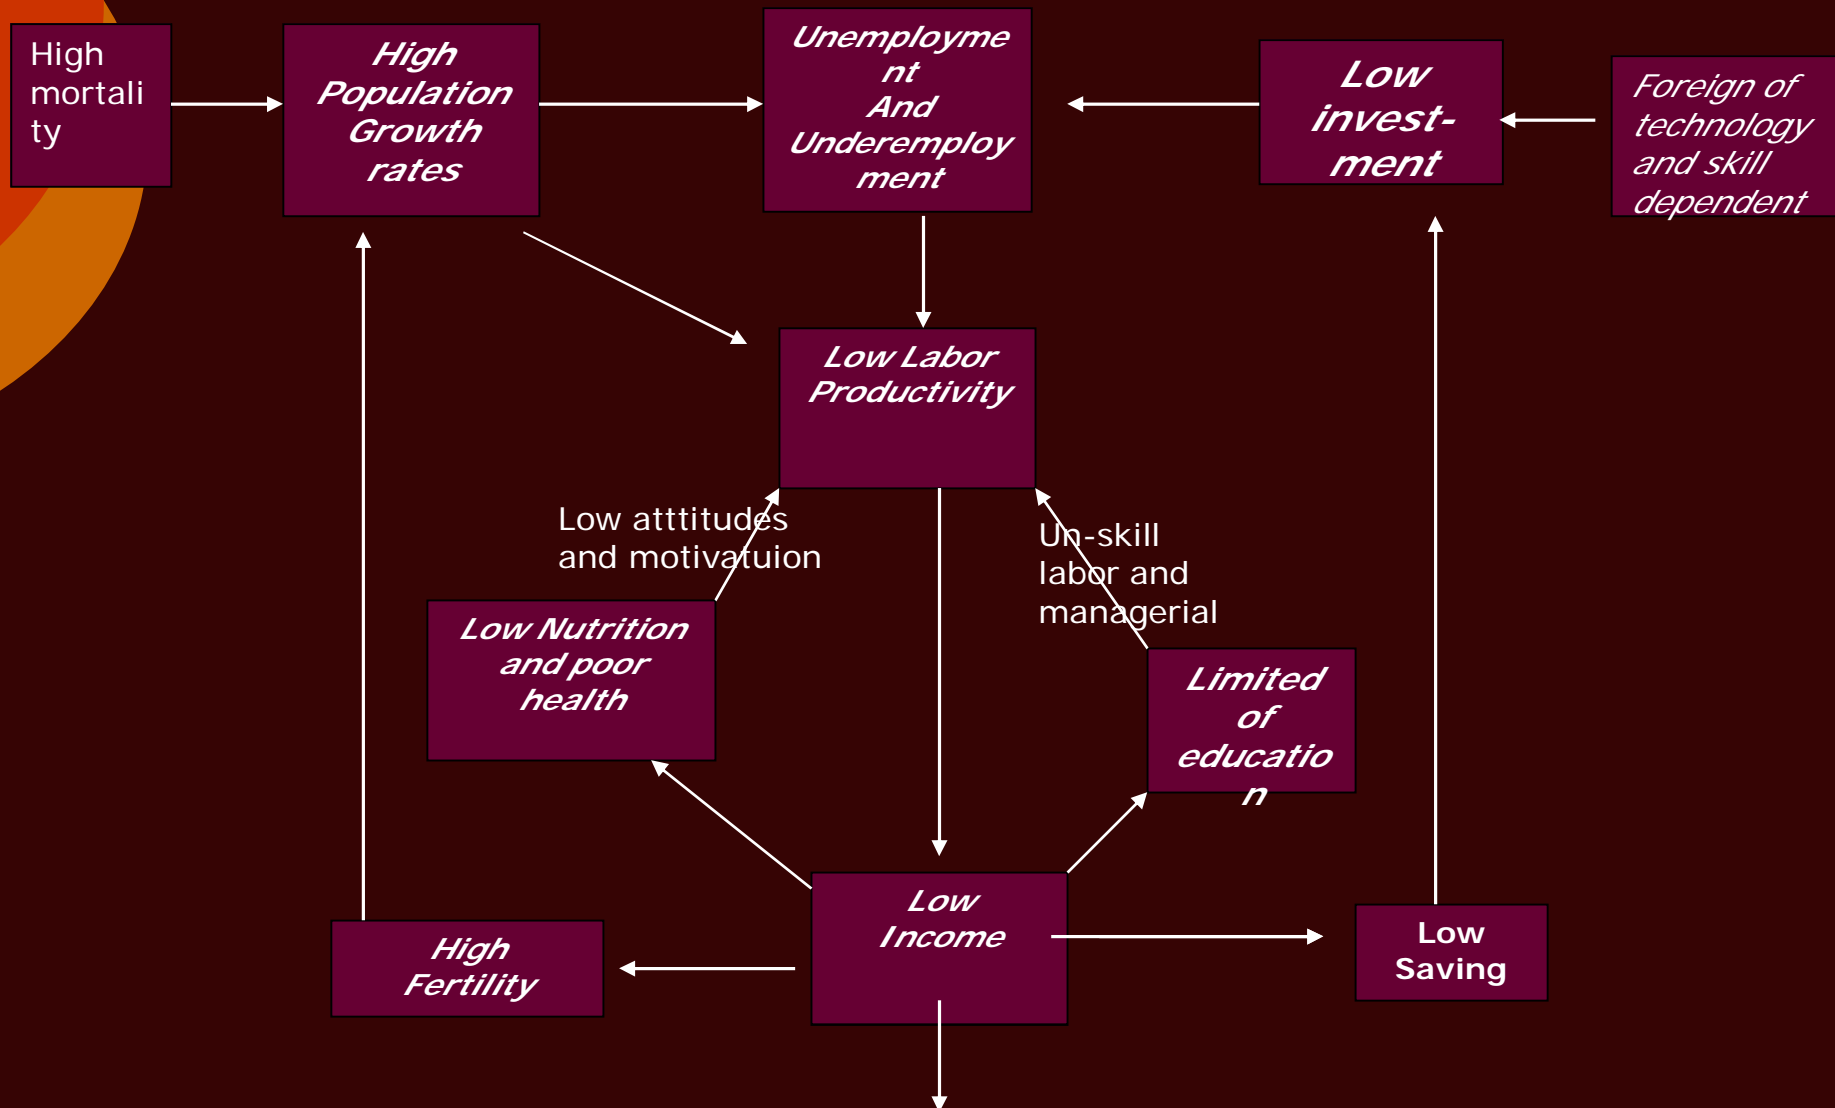 High
mortali
ty
High
Population
Growth
rates
Unemployme
nt
And
Underemploy
ment
Low
invest-
ment
Foreign of
technology
and skill
dependent
Low Labor
Productivity
Low atttitudes
and motivatuion
Un-skill
labor and
managerial
Low Nutrition
and poor
health
Limited
of
educatio
n
Low
Income
High
Fertility
Low
Saving